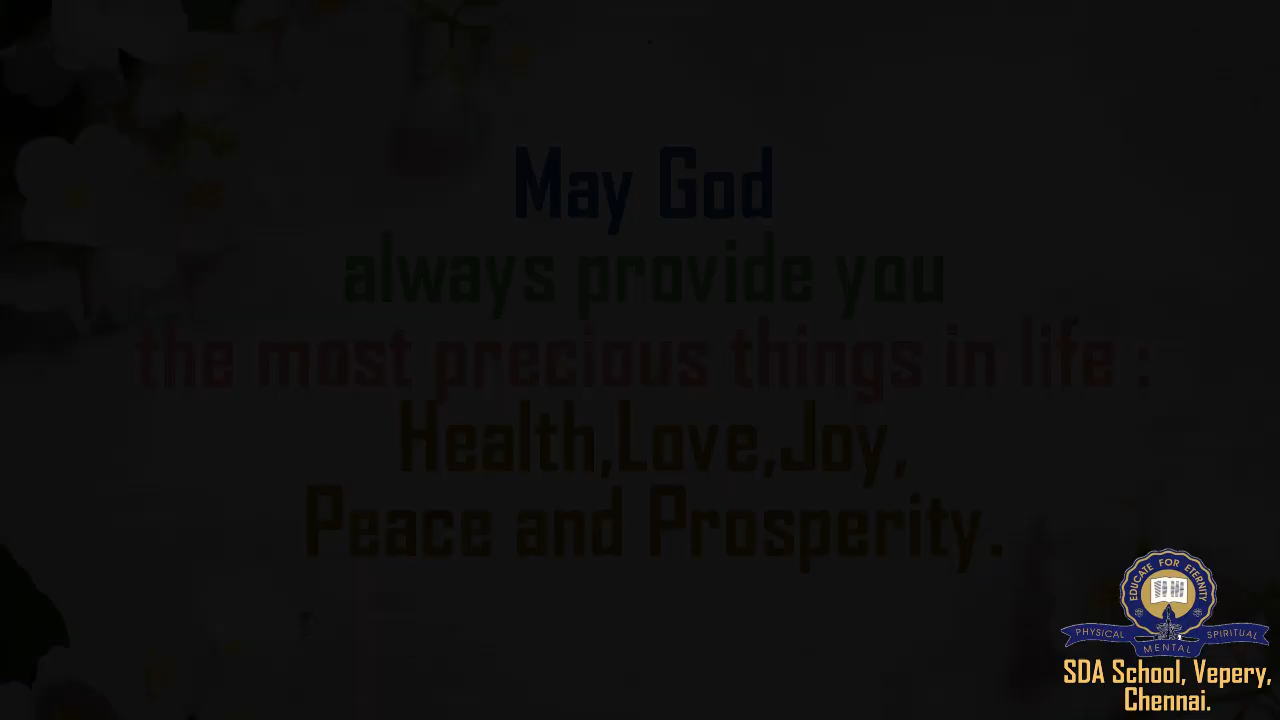 May God
always provide you
the most precious things in life :
Health,Love,Joy,
Peace and Prosperity.
EDUCATE FOR ETERNITY
PHYSICAL MENTAL SPIRITUAL
SDA School, Vepery,
Chennai.